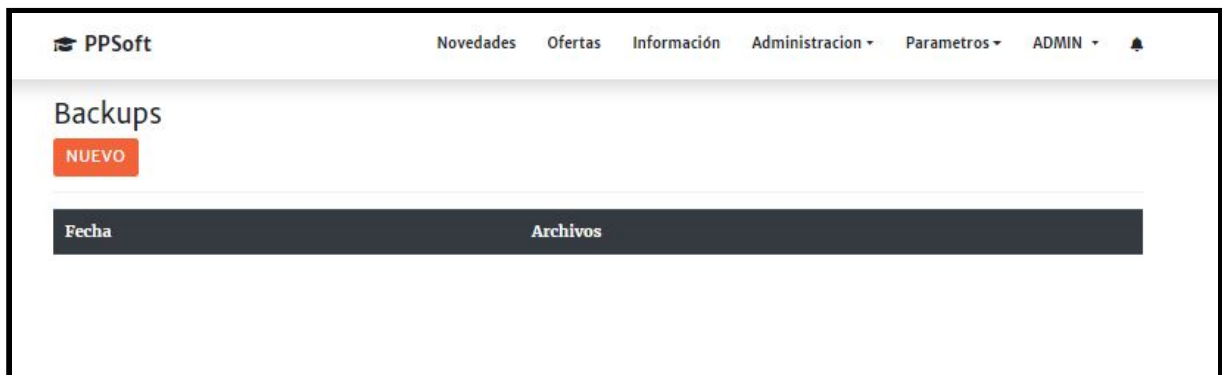 PPSoft Novedades Ofertas Información Administracion Parametros ADMIN
Backups
NUEVO
Fecha Archivos